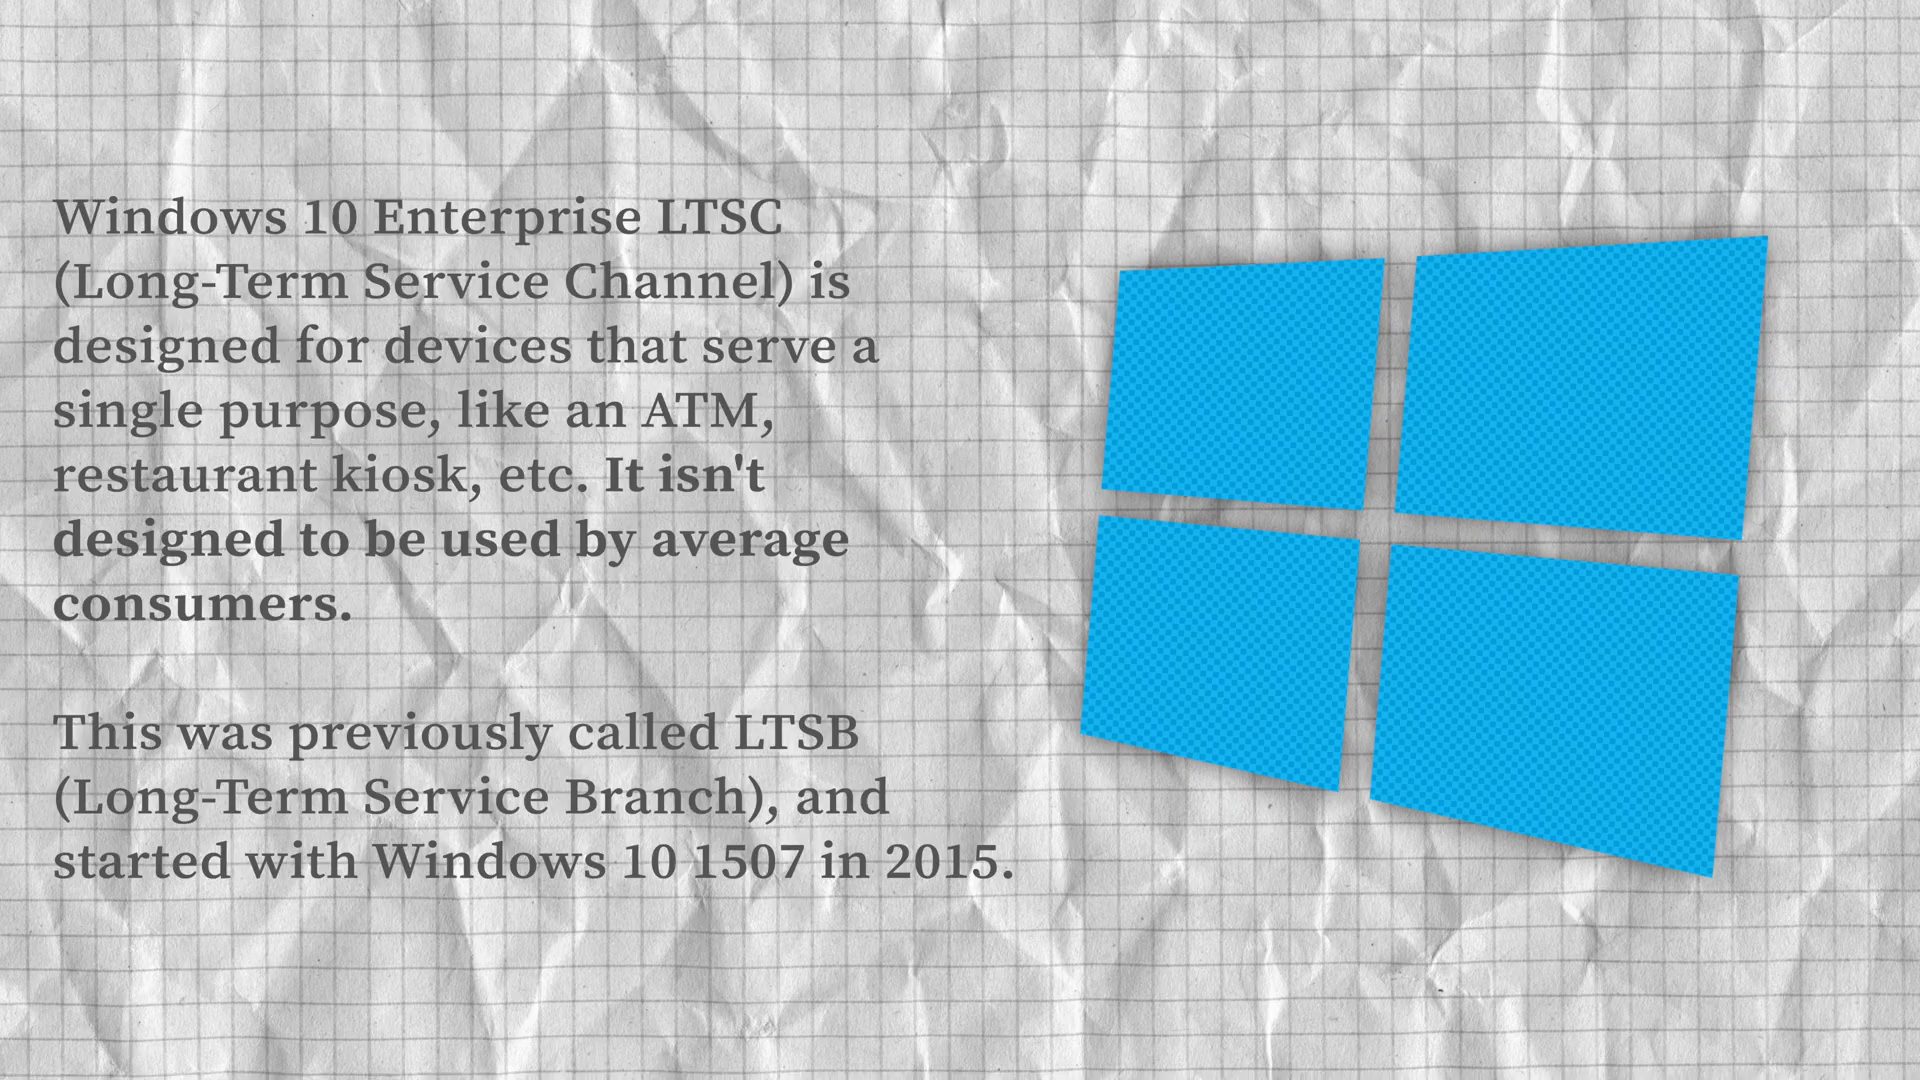 Windows 10 Enterprise LTSC
(Long-Term Service Channel) is
designed for devices that serve a
single purpose, like an ATM,
restaurant kiosk, etc. It isn't
designed to be used by average
consumers.
This was previously called LTSB
(Long-Term Service Branch), and
started with Windows 10 1507 in 2015.